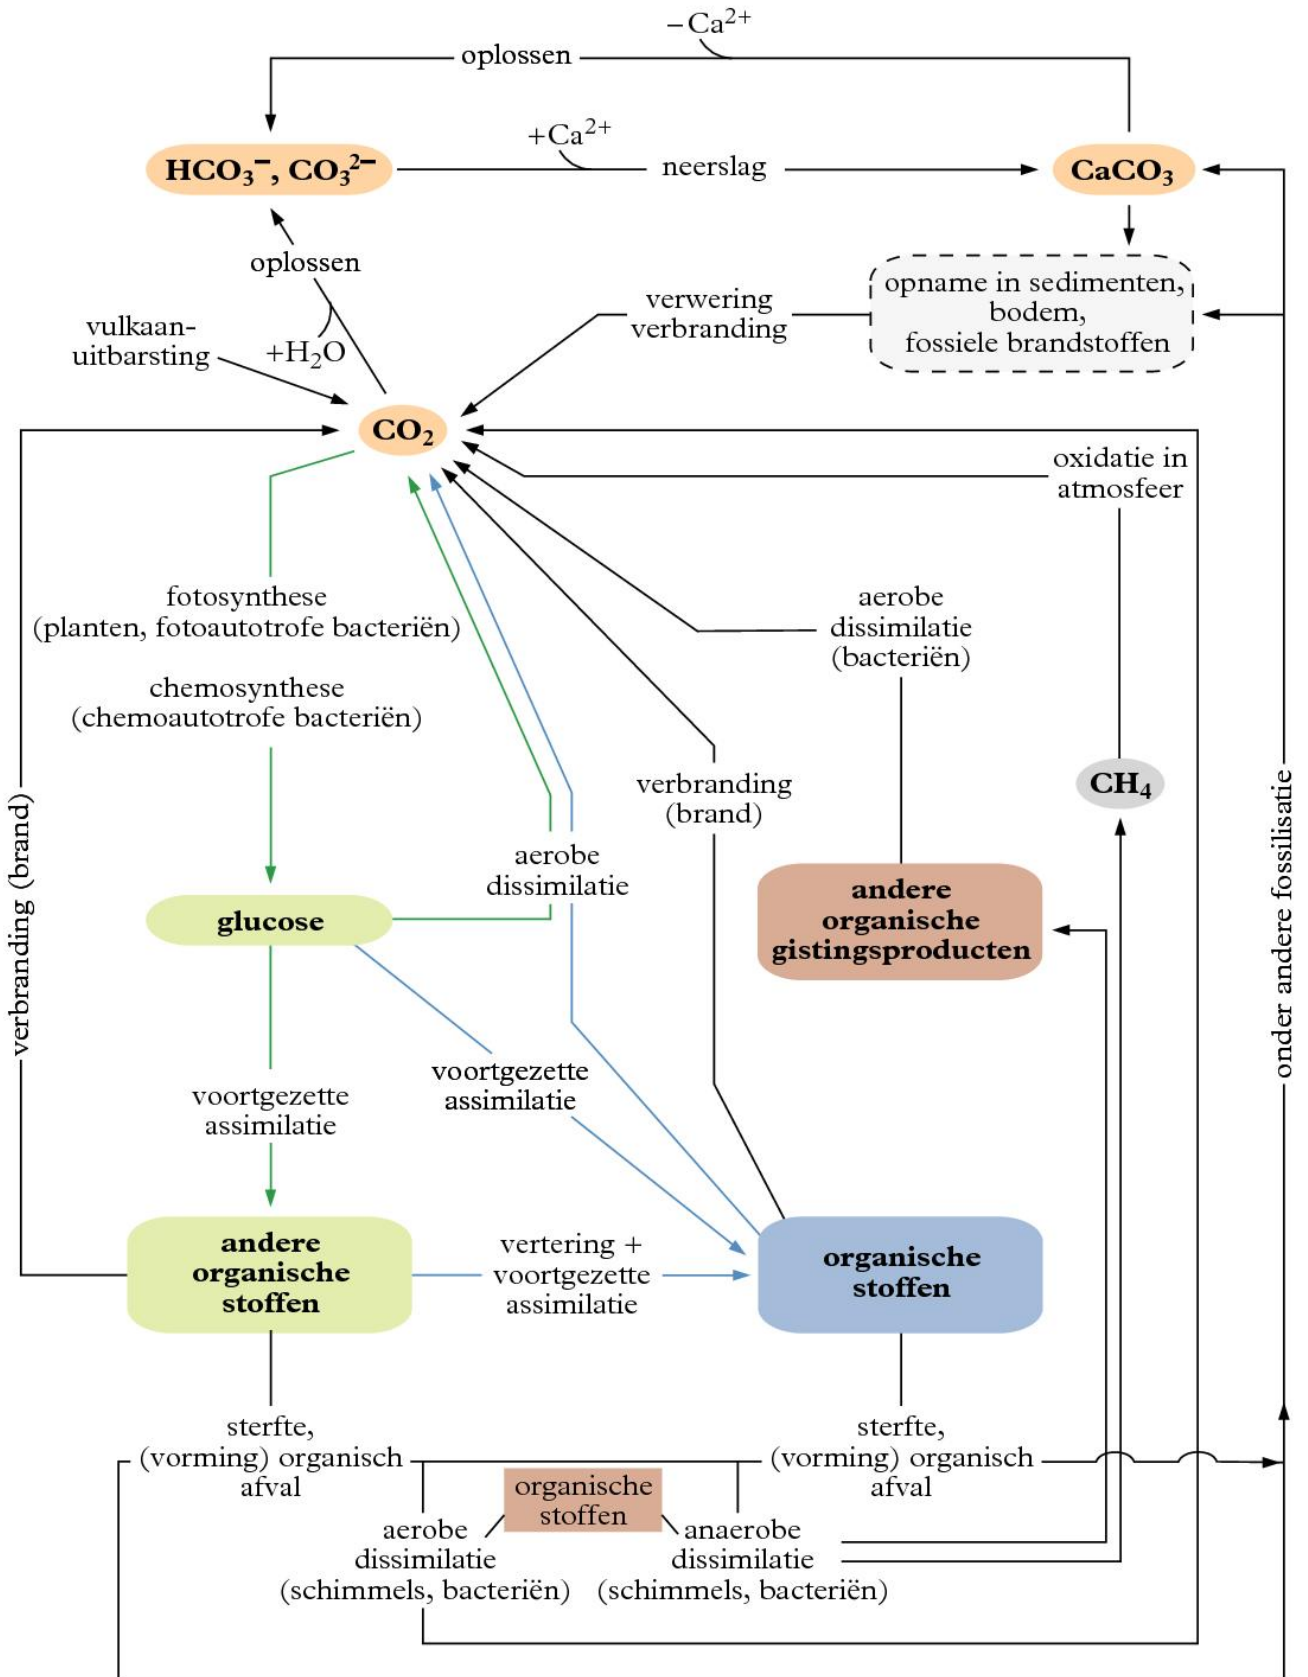 −Ca²⁺
oplossen
+Ca²⁺
HCO₃⁻, CO₃²⁻
neerslag
CaCO₃
oplossen
opname in sedimenten,
bodem,
fossiele brandstoffen
verwering
verbranding
vulkaan-
uitbarsting
+H₂O
CO₂
oxidatie in
atmosfeer
fotosynthese
(planten, fotoautotrofe bacteriën)
aerobe
dissimilatie
(bacteriën)
chemosynthese
(chemoautotrofe bacteriën)
verbranding
(brand)
CH₄
verbranding (brand)
onder andere fossilisatie
aerobe
dissimilatie
glucose
andere
organische
gistingsproducten
voortgezette
assimilatie
voortgezette
assimilatie
andere
organische
stoffen
vertering +
voortgezette
assimilatie
organische
stoffen
sterfte,
(vorming) organisch
afval
sterfte,
(vorming) organisch
afval
organische
stoffen
aerobe
dissimilatie
(schimmels, bacteriën)
anaerobe
dissimilatie
(schimmels, bacteriën)